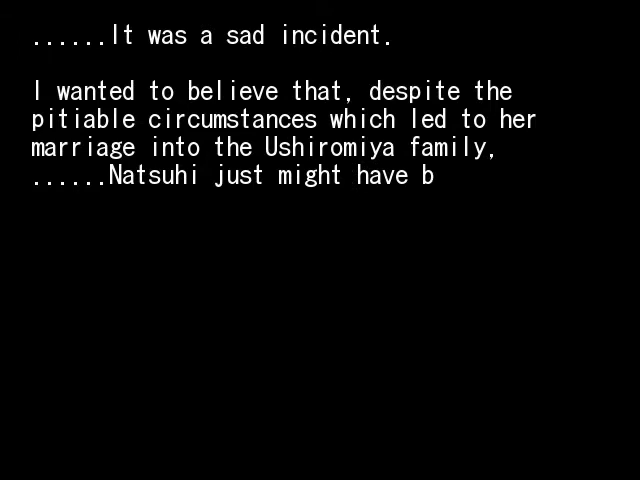 ......It was a sad incident.
I wanted to believe that, despite the
pitiable circumstances which led to her
marriage into the Ushiromiya family,
......Natsuhi just might have b